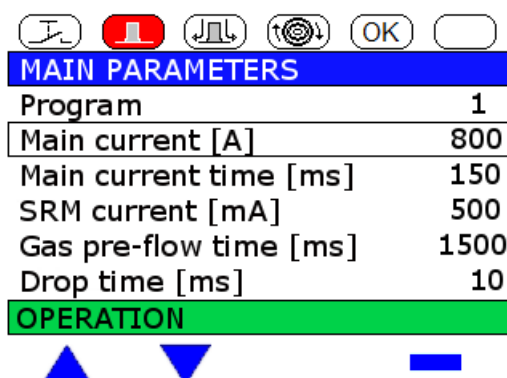 OK
MAIN PARAMETERS
Program 1
Main current [A] 800
Main current time [ms] 150
SRM current [mA] 500
Gas pre-flow time [ms] 1500
Drop time [ms] 10
OPERATION